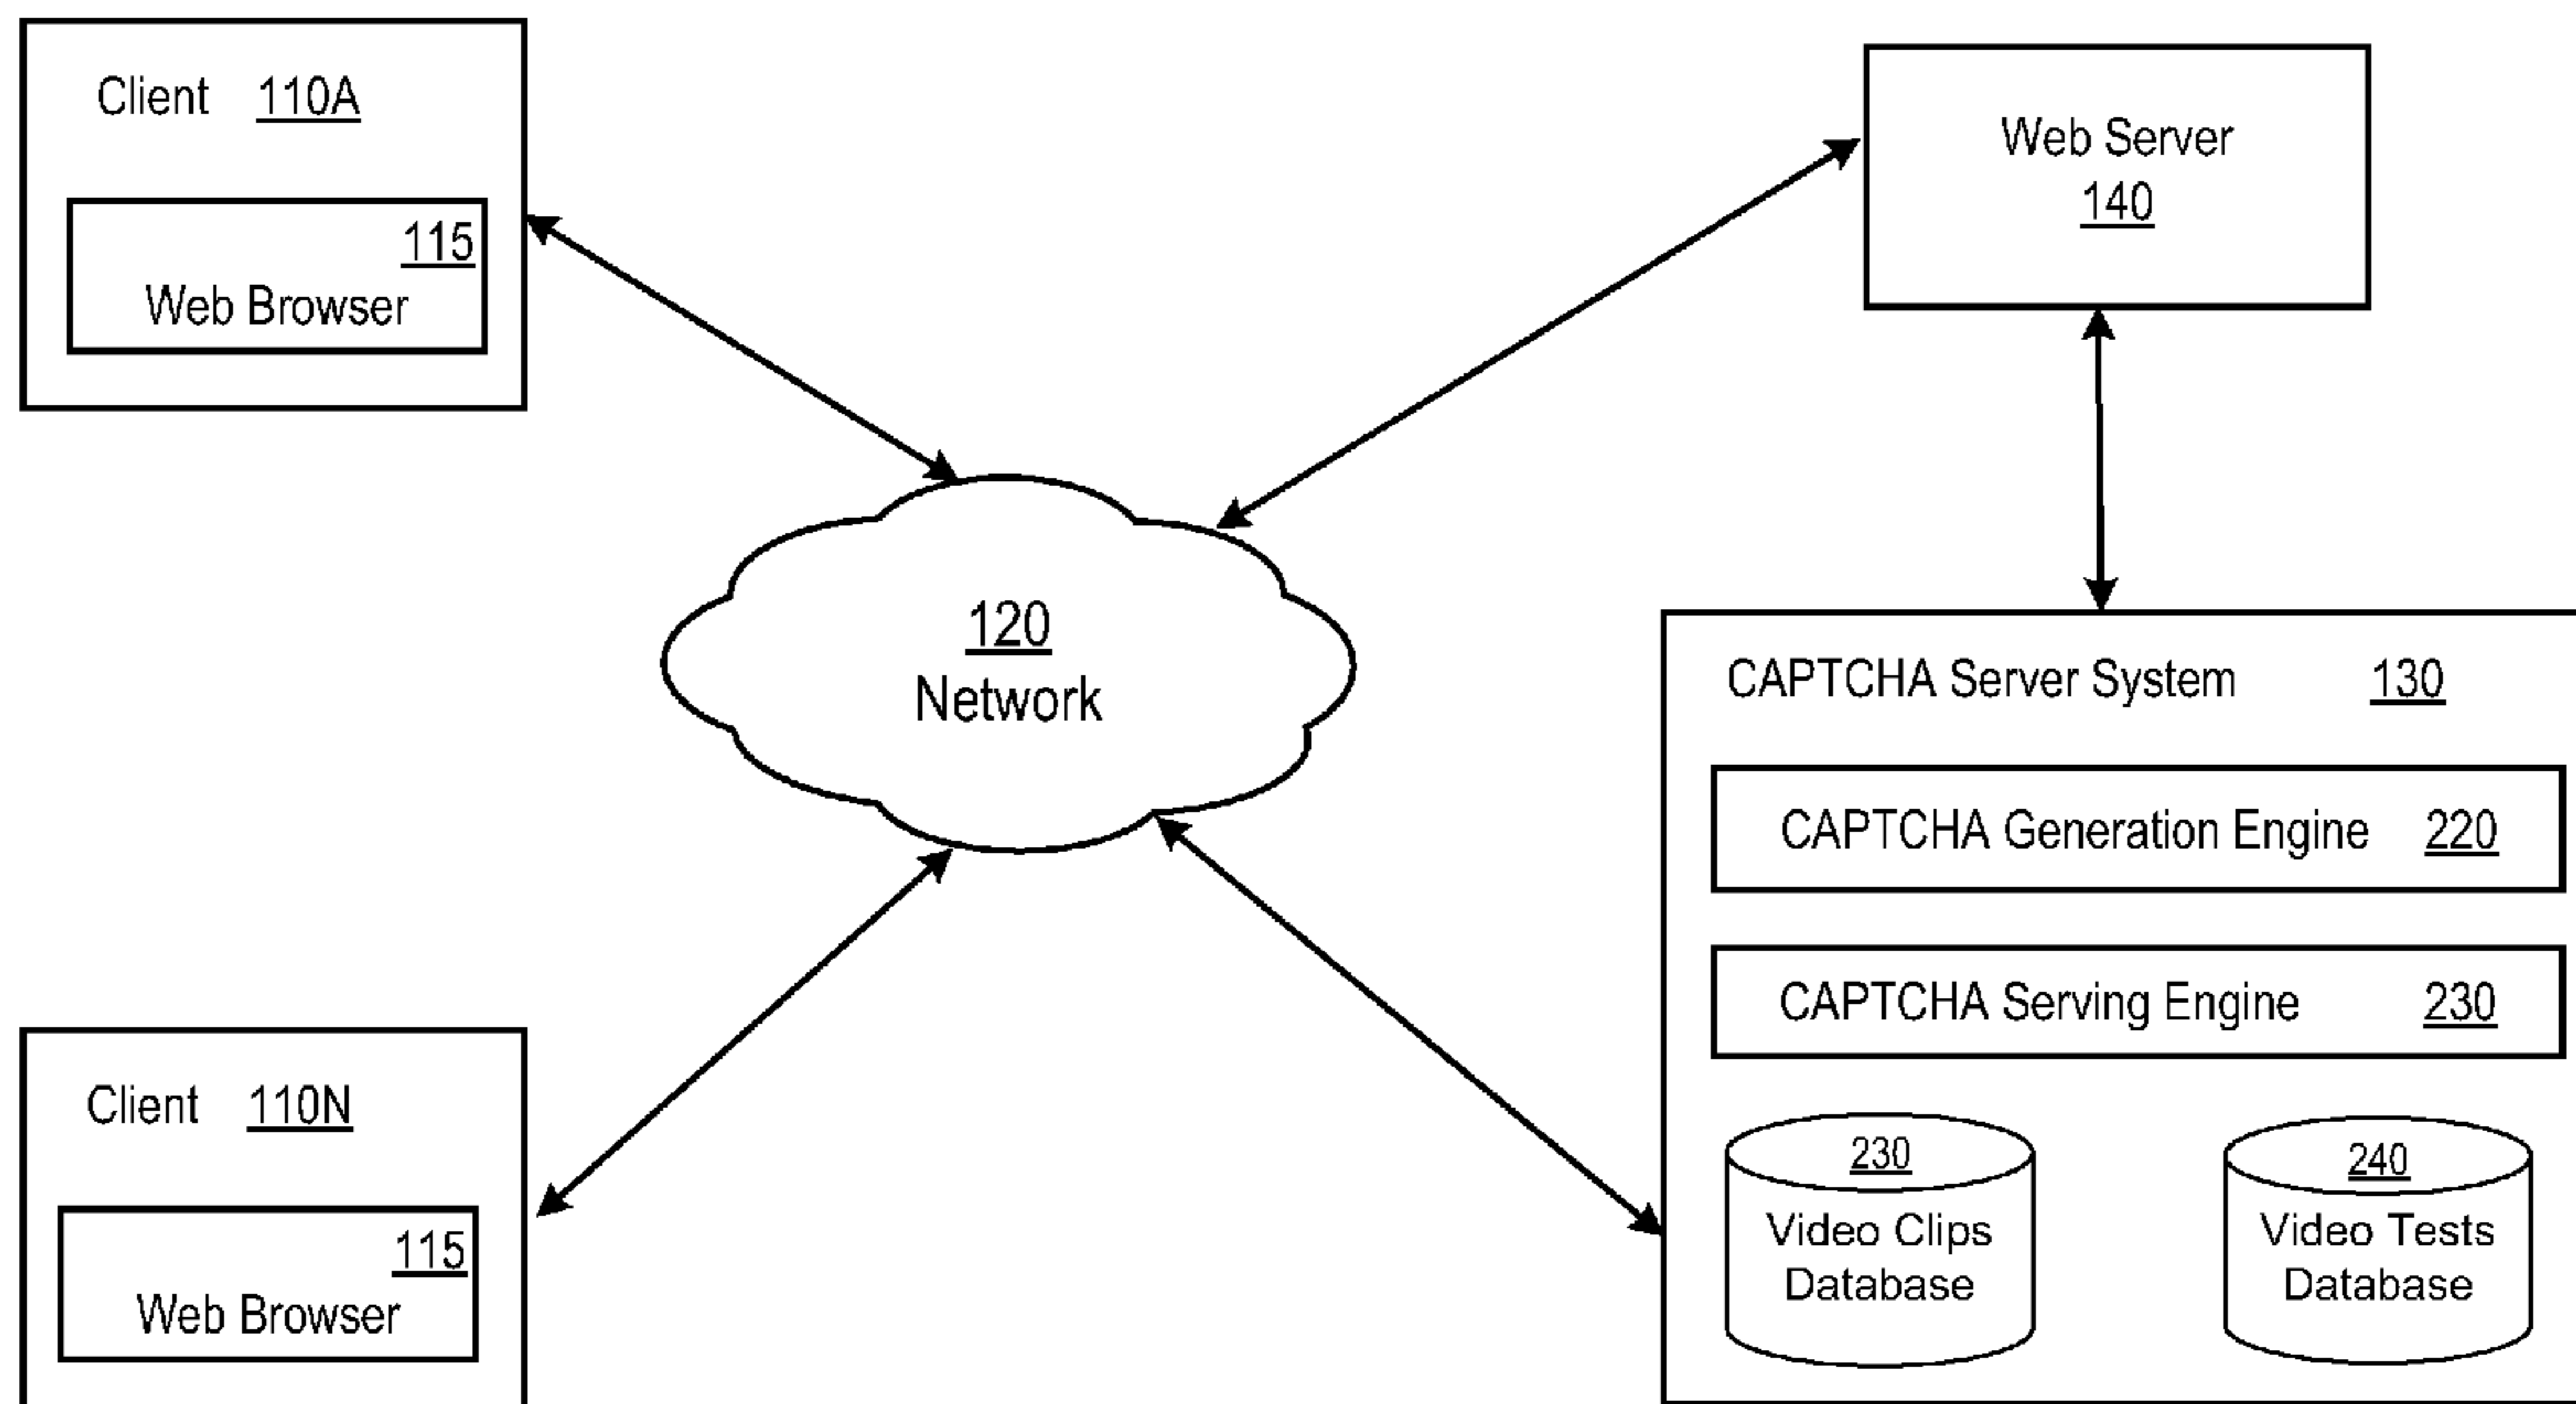 Client 110A
115
Web Browser
Web Server
140
120
Network
CAPTCHA Server System 130
CAPTCHA Generation Engine 220
CAPTCHA Serving Engine 230
230
Video Clips
Database
240
Video Tests
Database
Client 110N
115
Web Browser